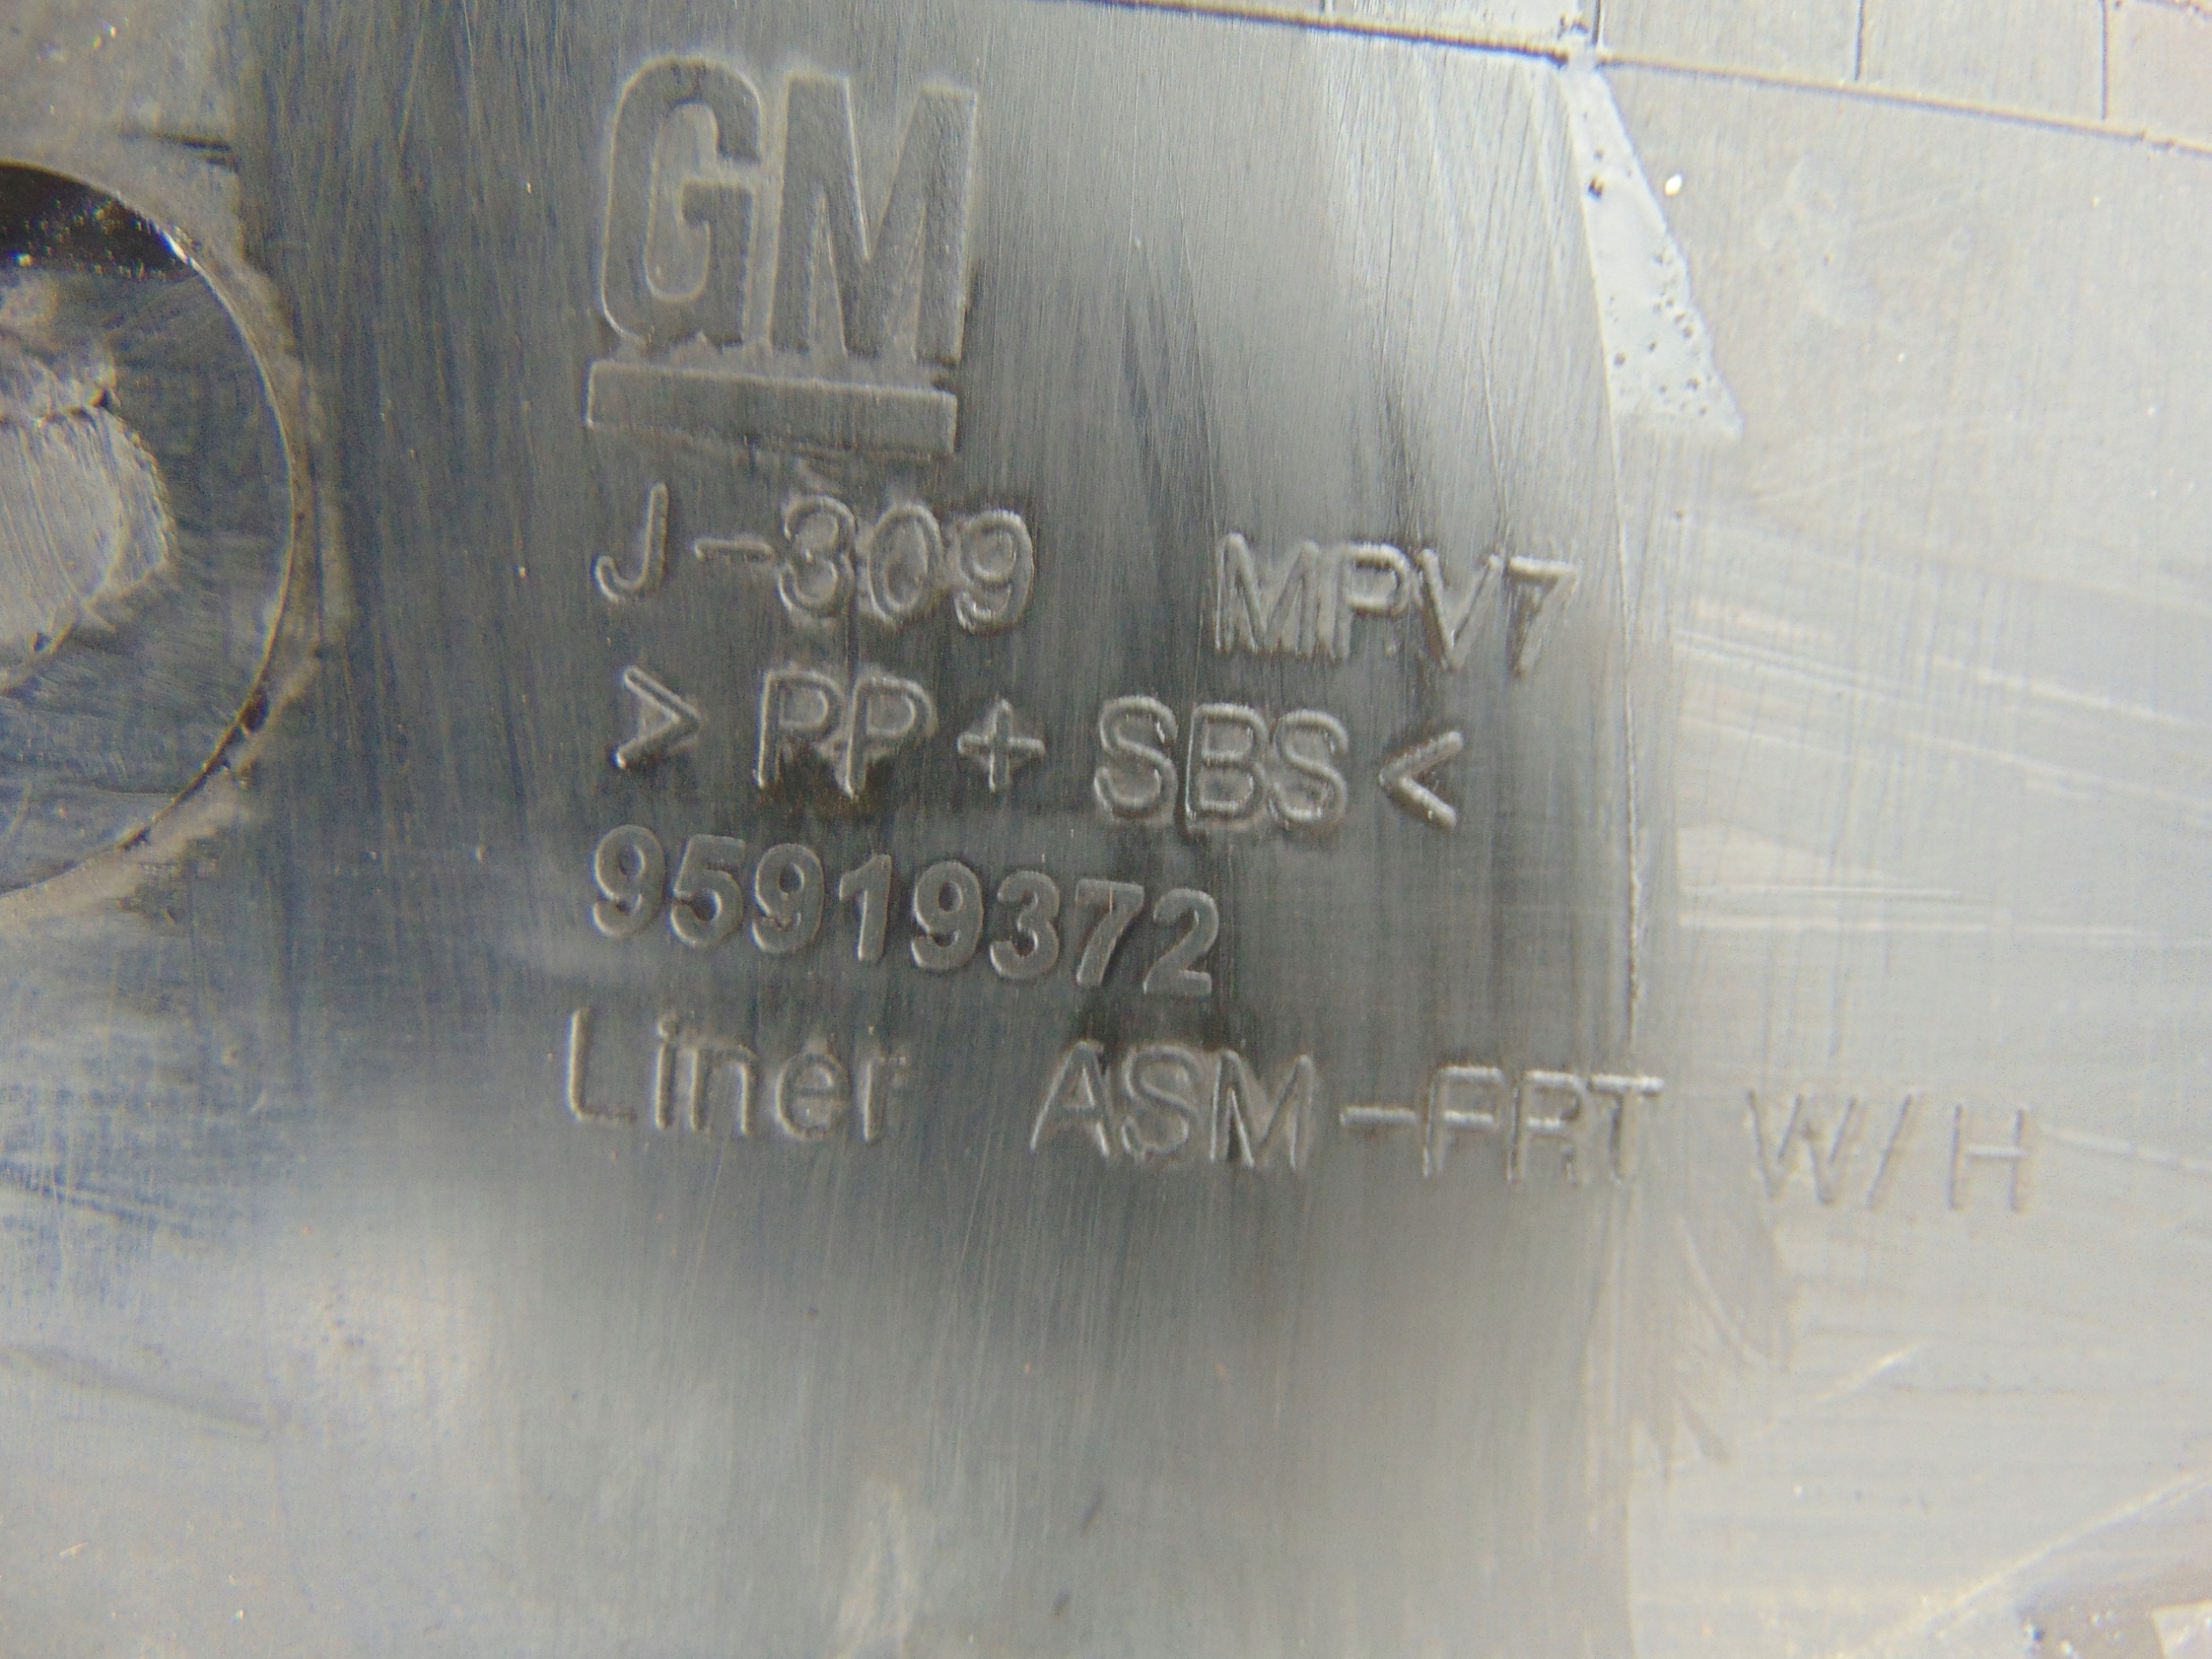 GM
J-309 MPV7
> PP + SBS <
95919372
Liner ASM-FRT W/H